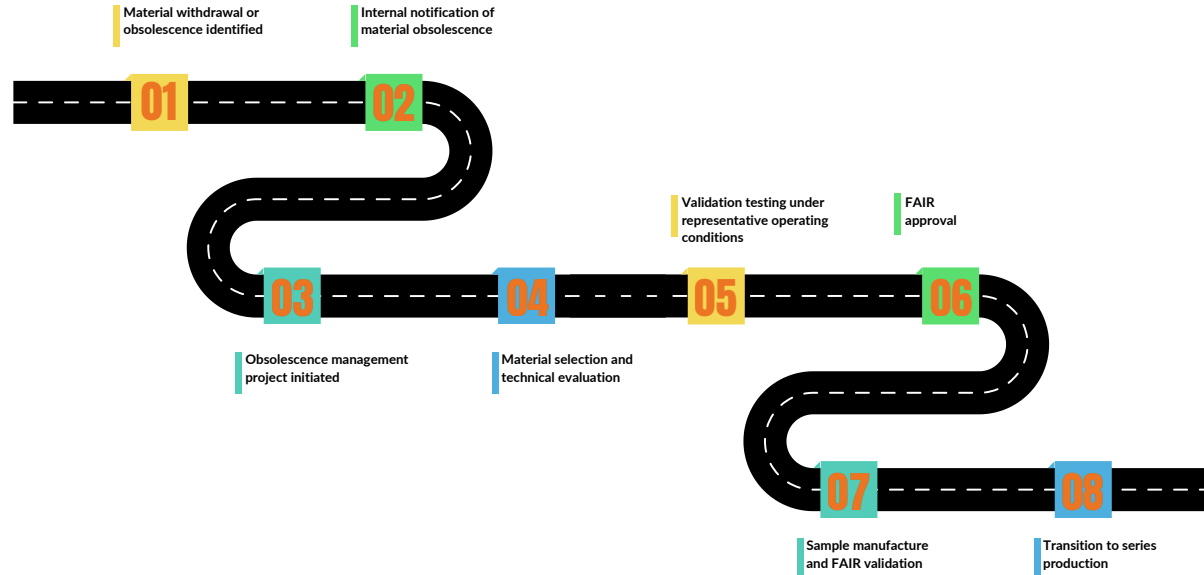 Material withdrawal or
obsolescence identified
Internal notification of
material obsolescence
01
02
Validation testing under
representative operating
conditions
FAIR
approval
03
04
05
06
Obsolescence management
project initiated
Material selection and
technical evaluation
07
08
Sample manufacture
and FAIR validation
Transition to series
production